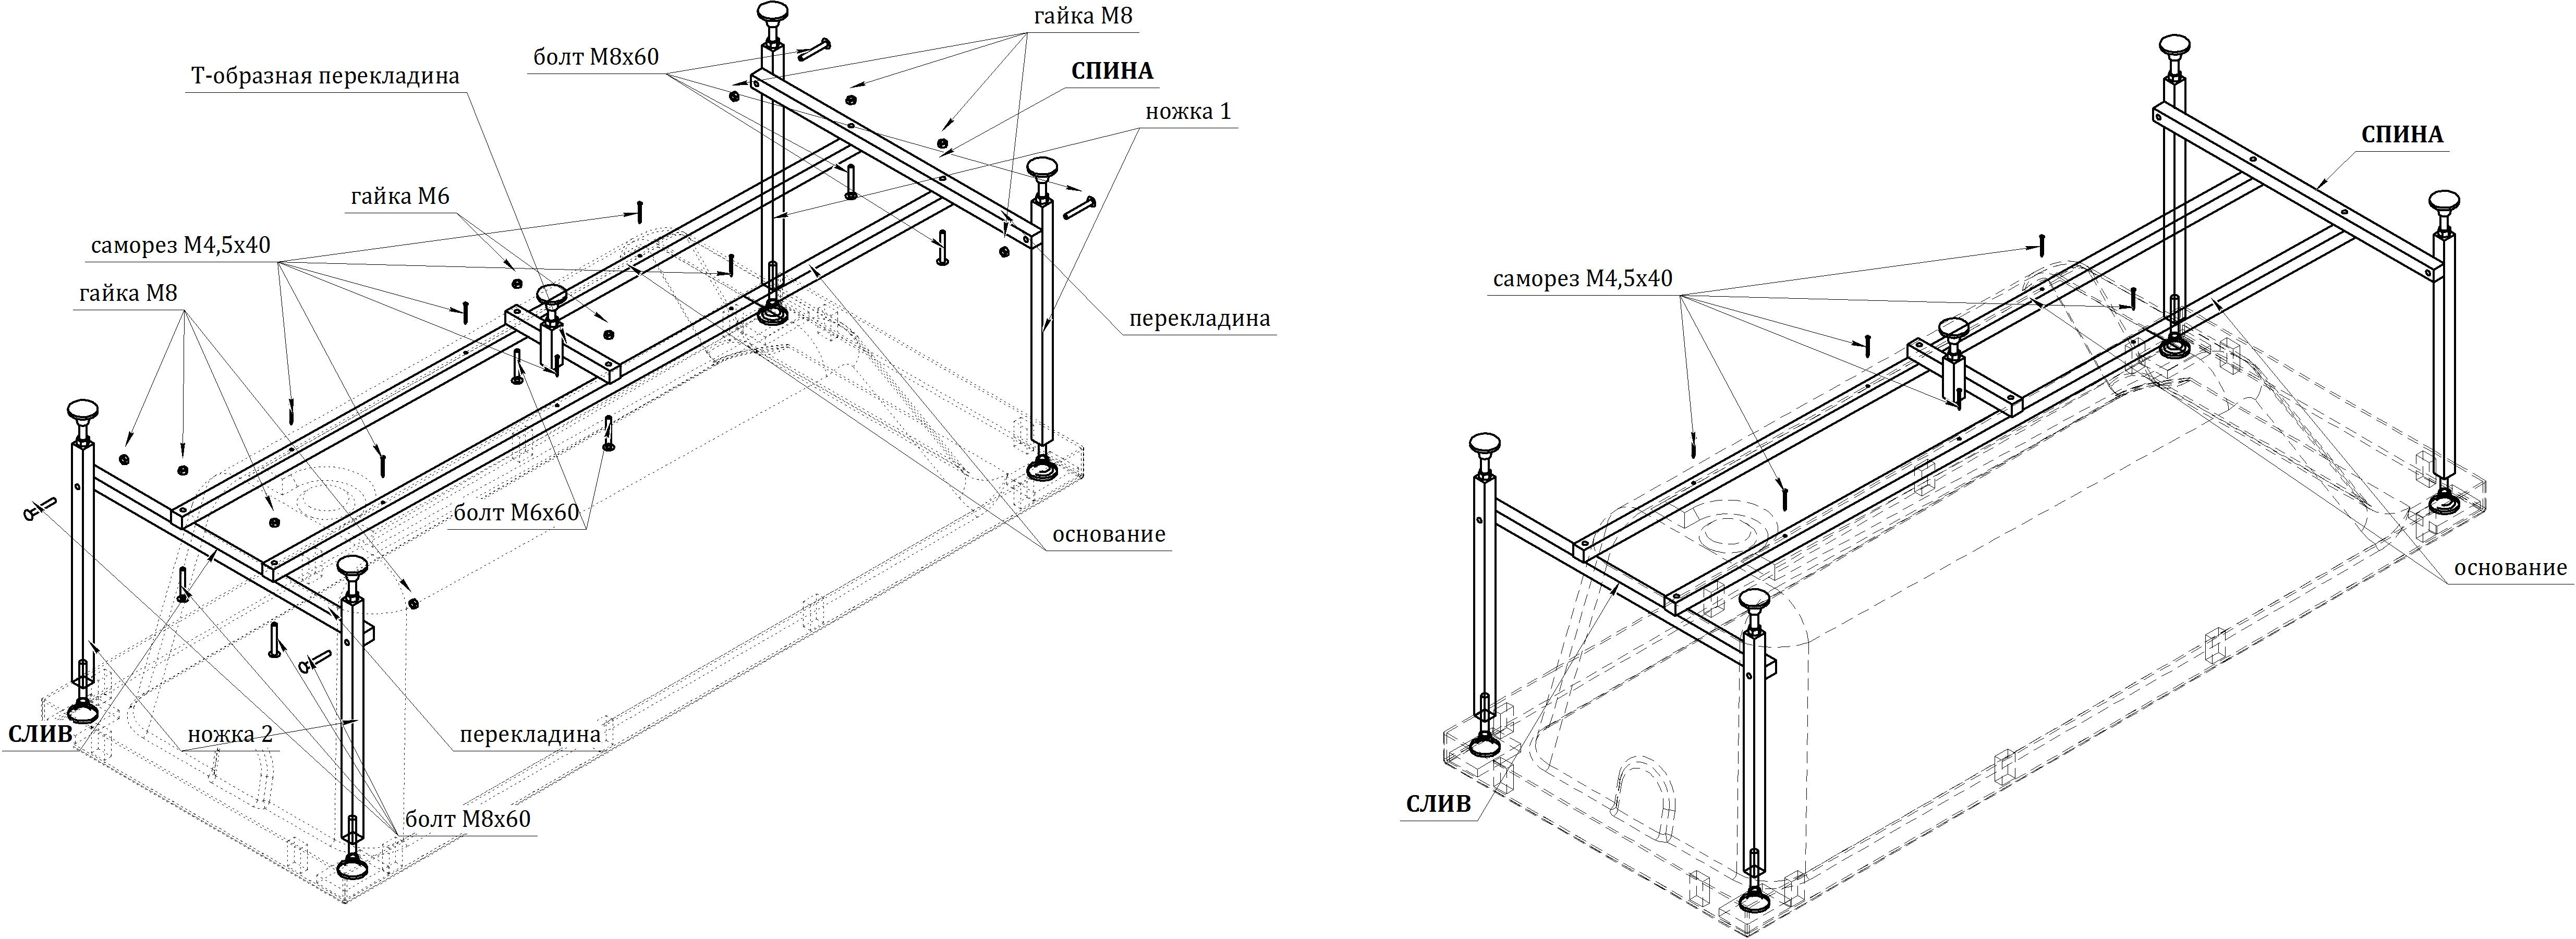 гайка М8
болт М8х60
СПИНА
Т-образная перекладина
ножка 1
гайка М6
саморез М4,5х40
гайка М8
перекладина
болт М6х60
основание
СЛИВ
ножка 2
перекладина
болт М8х60
СПИНА
саморез М4,5х40
основание
СЛИВ